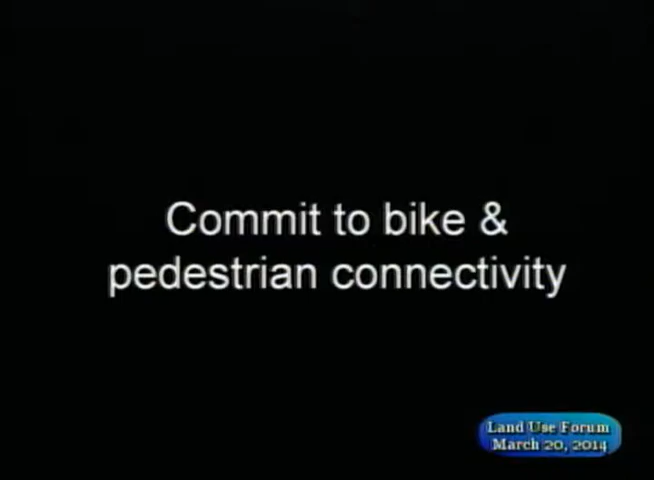 Commit to bike &
pedestrian connectivity
Land Use Forum
March 20, 2014